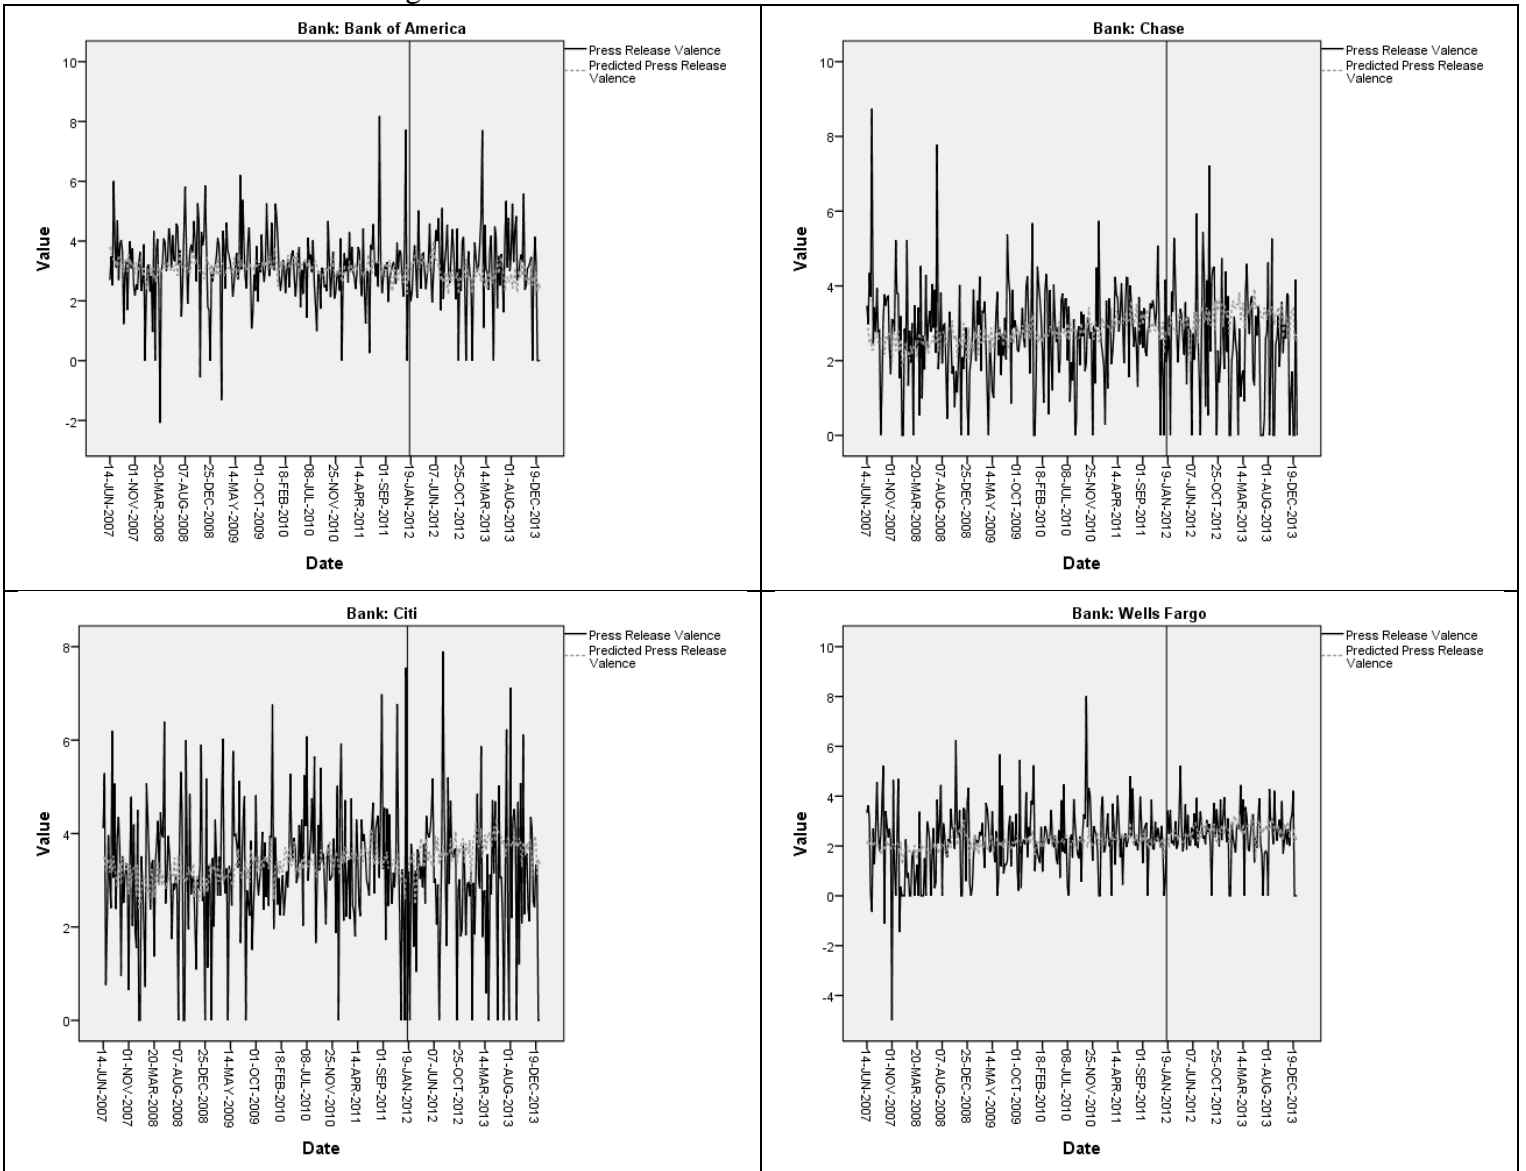 Bank: Bank of America
Press Release Valence
Predicted Press Release
Valence
10
8
6
4
2
0
-2
Value
14-JUN-2007
01-NOV-2007
20-MAR-2008
07-AUG-2008
25-DEC-2008
14-MAY-2009
01-OCT-2009
18-FEB-2010
08-JUL-2010
25-NOV-2010
14-APR-2011
01-SEP-2011
19-JAN-2012
07-JUN-2012
25-OCT-2012
14-MAR-2013
01-AUG-2013
19-DEC-2013
Date
Bank: Chase
Press Release Valence
Predicted Press Release
Valence
10
8
6
4
2
0
Value
14-JUN-2007
01-NOV-2007
20-MAR-2008
07-AUG-2008
25-DEC-2008
14-MAY-2009
01-OCT-2009
18-FEB-2010
08-JUL-2010
25-NOV-2010
14-APR-2011
01-SEP-2011
19-JAN-2012
07-JUN-2012
25-OCT-2012
14-MAR-2013
01-AUG-2013
19-DEC-2013
Date
Bank: Citi
Press Release Valence
Predicted Press Release
Valence
8
6
4
2
0
Value
14-JUN-2007
01-NOV-2007
20-MAR-2008
07-AUG-2008
25-DEC-2008
14-MAY-2009
01-OCT-2009
18-FEB-2010
08-JUL-2010
25-NOV-2010
14-APR-2011
01-SEP-2011
19-JAN-2012
07-JUN-2012
25-OCT-2012
14-MAR-2013
01-AUG-2013
19-DEC-2013
Date
Bank: Wells Fargo
Press Release Valence
Predicted Press Release
Valence
10
8
6
4
2
0
-2
-4
Value
14-JUN-2007
01-NOV-2007
20-MAR-2008
07-AUG-2008
25-DEC-2008
14-MAY-2009
01-OCT-2009
18-FEB-2010
08-JUL-2010
25-NOV-2010
14-APR-2011
01-SEP-2011
19-JAN-2012
07-JUN-2012
25-OCT-2012
14-MAR-2013
01-AUG-2013
19-DEC-2013
Date